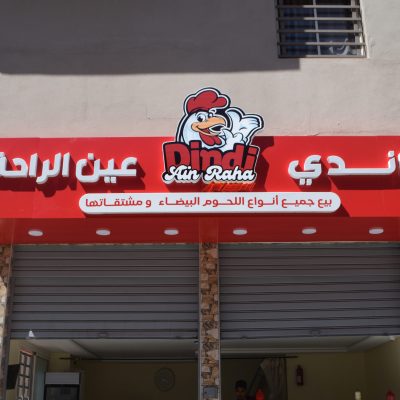 Dindi
Ain Raha
عين الراحة
بيع جميع أنواع اللحوم البيضاء و مشتقاتها